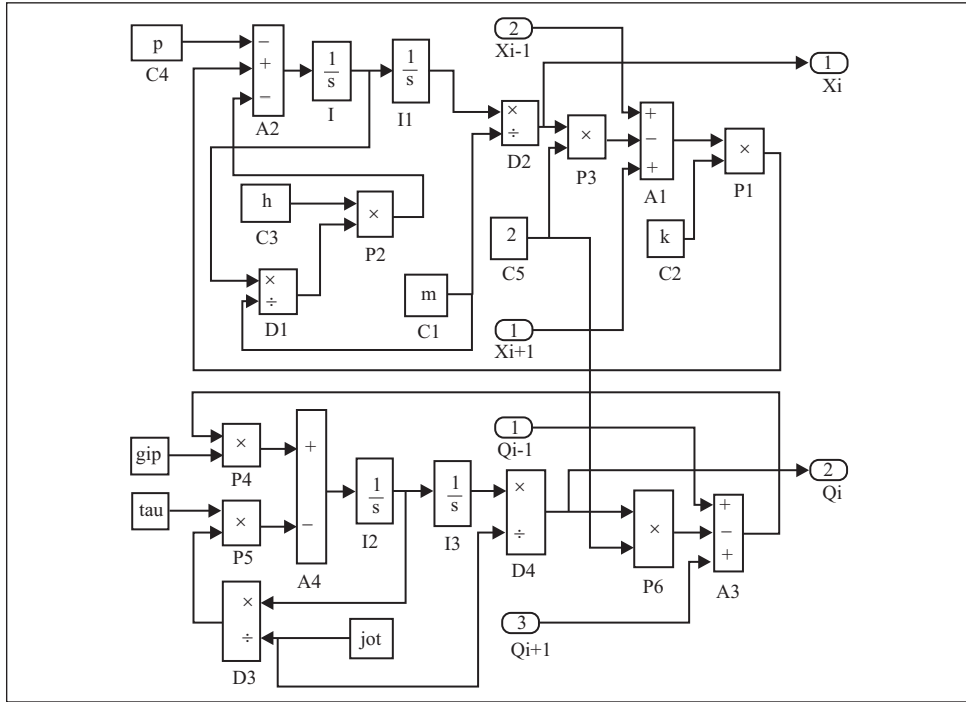 p
C4
−
+
−
A2
1
s
I
1
s
I1
2
Xi-1
1
Xi
×
÷
D2
×
P3
+
−
+
A1
×
P1
h
C3
×
P2
2
C5
k
C2
×
÷
D1
m
C1
1
Xi+1
gip
×
P4
tau
×
P5
+
−
A4
1
s
I2
1
s
I3
×
÷
D4
1
Qi-1
2
Qi
×
P6
+
−
+
A3
×
÷
D3
jot
3
Qi+1